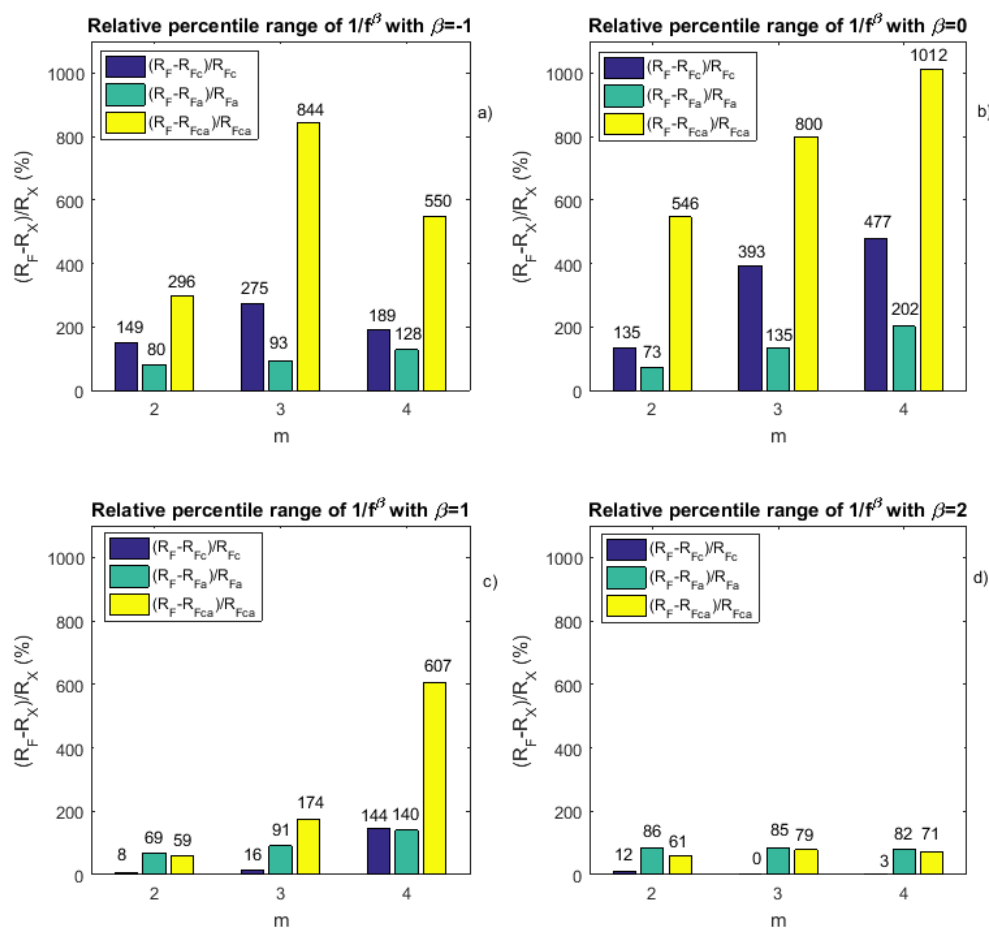 Relative percentile range of 1/f^β with β=-1
(R_F-R_Fc)/R_Fc
(R_F-R_Fa)/R_Fa
(R_F-R_Fca)/R_Fca
a)
(R_F-R_X)/R_X (%)
1000
800
600
400
200
0
149
80
296
275
93
844
189
128
550
2
3
4
m
Relative percentile range of 1/f^β with β=0
(R_F-R_Fc)/R_Fc
(R_F-R_Fa)/R_Fa
(R_F-R_Fca)/R_Fca
b)
(R_F-R_X)/R_X (%)
1000
800
600
400
200
0
135
73
546
393
135
800
477
202
1012
2
3
4
m
Relative percentile range of 1/f^β with β=1
(R_F-R_Fc)/R_Fc
(R_F-R_Fa)/R_Fa
(R_F-R_Fca)/R_Fca
c)
(R_F-R_X)/R_X (%)
1000
800
600
400
200
0
8
69
59
16
91
174
144
140
607
2
3
4
m
Relative percentile range of 1/f^β with β=2
(R_F-R_Fc)/R_Fc
(R_F-R_Fa)/R_Fa
(R_F-R_Fca)/R_Fca
d)
(R_F-R_X)/R_X (%)
1000
800
600
400
200
0
12
86
61
0
85
79
3
82
71
2
3
4
m